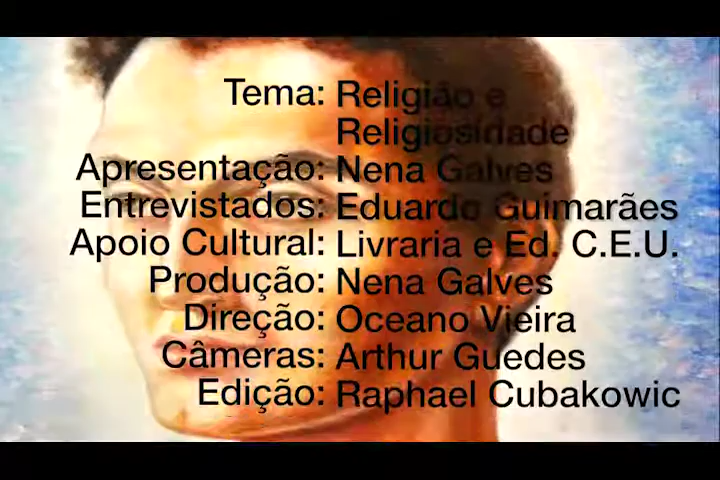 Tema: Religião e
Religiosidade
Apresentação: Nena Galves
Entrevistados: Eduardo Guimarães
Apoio Cultural: Livraria e Ed. C.E.U.
Produção: Nena Galves
Direção: Oceano Vieira
Câmeras: Arthur Guedes
Edição: Raphael Cubakowic